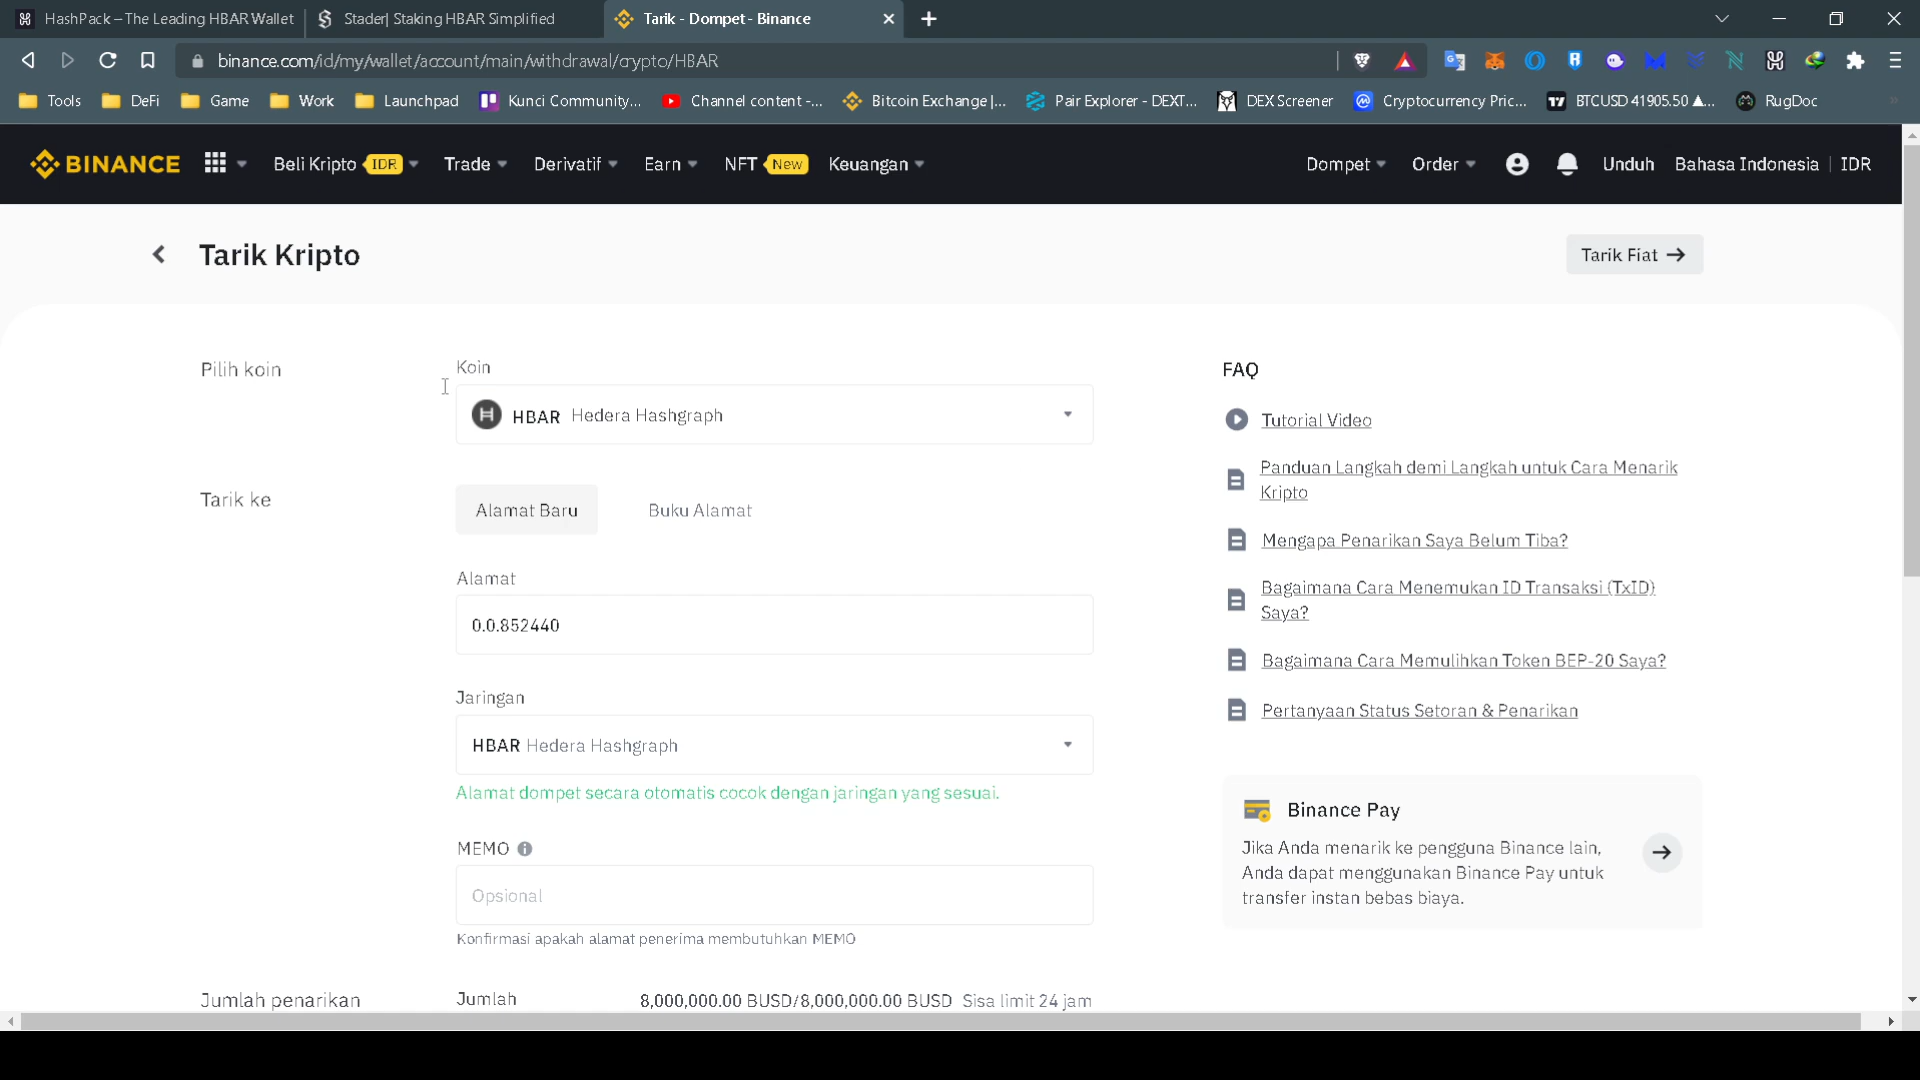 HashPack – The Leading HBAR Wallet
Stader| Staking HBAR Simplified
Tarik - Dompet - Binance
binance.com/id/my/wallet/account/main/withdrawal/crypto/HBAR
Tools
DeFi
Game
Work
Launchpad
Kunci Community...
Channel content -...
Bitcoin Exchange |...
Pair Explorer - DEXT...
DEX Screener
Cryptocurrency Pric...
BTCUSD 41905.50 ▲...
RugDoc
BINANCE
Beli Kripto IDR
Trade
Derivatif
Earn
NFT New
Keuangan
Dompet
Order
Unduh
Bahasa Indonesia | IDR
Tarik Kripto
Tarik Fiat →
Pilih koin
Koin
HBAR Hedera Hashgraph
Tarik ke
Alamat Baru
Buku Alamat
Alamat
0.0.852440
Jaringan
HBAR Hedera Hashgraph
Alamat dompet secara otomatis cocok dengan jaringan yang sesuai.
MEMO
Opsional
Konfirmasi apakah alamat penerima membutuhkan MEMO
Jumlah penarikan
Jumlah
8,000,000.00 BUSD/8,000,000.00 BUSD Sisa limit 24 jam
FAQ
Tutorial Video
Panduan Langkah demi Langkah untuk Cara Menarik
Kripto
Mengapa Penarikan Saya Belum Tiba?
Bagaimana Cara Menemukan ID Transaksi (TxID)
Saya?
Bagaimana Cara Memulihkan Token BEP-20 Saya?
Pertanyaan Status Setoran & Penarikan
Binance Pay
Jika Anda menarik ke pengguna Binance lain,
Anda dapat menggunakan Binance Pay untuk
transfer instan bebas biaya.